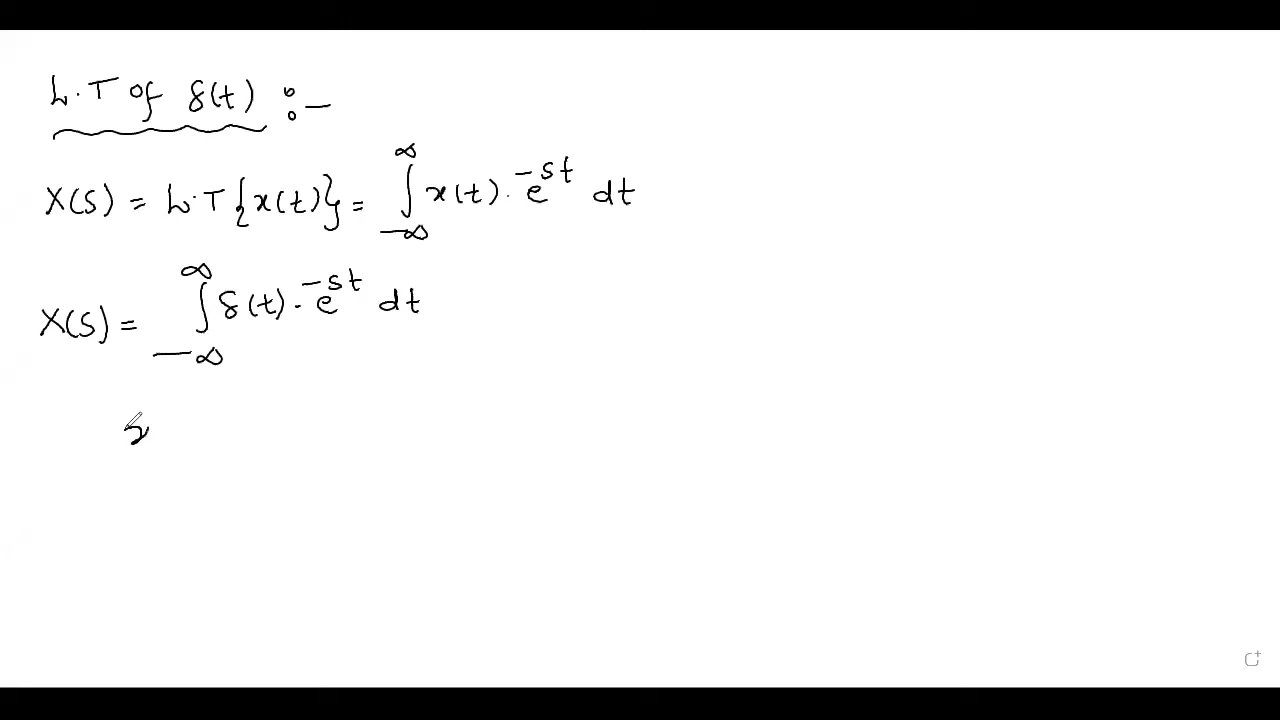 L.T of δ(t) :-
X(S) = L.T{x(t)} = ∫_{-∞}^{∞} x(t) . e^{-st} dt
X(S) = ∫_{-∞}^{∞} δ(t) . e^{-st} dt